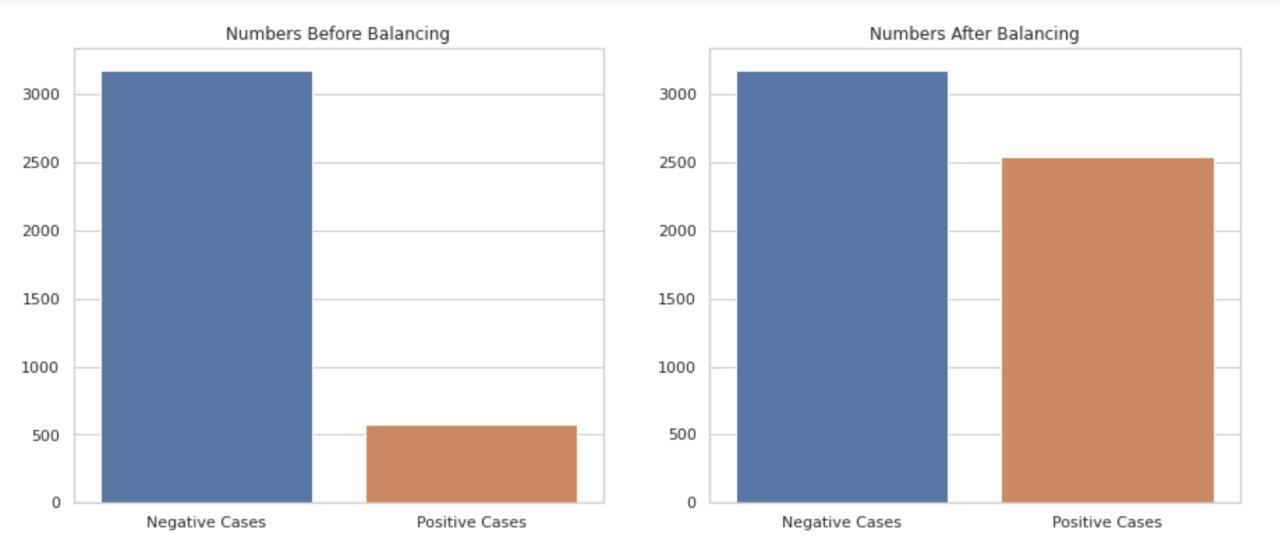 Numbers Before Balancing
3000
2500
2000
1500
1000
500
0
Negative Cases
Positive Cases
Numbers After Balancing
3000
2500
2000
1500
1000
500
0
Negative Cases
Positive Cases